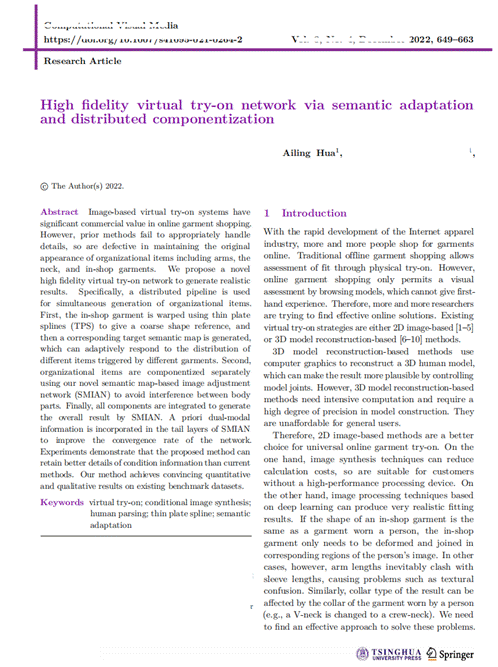 Computational Visual Media
https://doi.org/10.1007/s41095-021-0264-2
2022, 649–663
Research Article
High fidelity virtual try-on network via semantic adaptation
and distributed componentization
Ailing Hua1,
1,
© The Author(s) 2022.
Abstract Image-based virtual try-on systems have
significant commercial value in online garment shopping.
However, prior methods fail to appropriately handle
details, so are defective in maintaining the original
appearance of organizational items including arms, the
neck, and in-shop garments. We propose a novel
high fidelity virtual try-on network to generate realistic
results. Specifically, a distributed pipeline is used
for simultaneous generation of organizational items.
First, the in-shop garment is warped using thin plate
splines (TPS) to give a coarse shape reference, and
then a corresponding target semantic map is generated,
which can adaptively respond to the distribution of
different items triggered by different garments. Second,
organizational items are componentized separately
using our novel semantic map-based image adjustment
network (SMIAN) to avoid interference between body
parts. Finally, all components are integrated to generate
the overall result by SMIAN. A priori dual-modal
information is incorporated in the tail layers of SMIAN
to improve the convergence rate of the network.
Experiments demonstrate that the proposed method can
retain better details of condition information than current
methods. Our method achieves convincing quantitative
and qualitative results on existing benchmark datasets.
Keywords virtual try-on; conditional image synthesis;
human parsing; thin plate spline; semantic
adaptation
1 Introduction
With the rapid development of the Internet apparel
industry, more and more people shop for garments
online. Traditional offline garment shopping allows
assessment of fit through physical try-on. However,
online garment shopping only permits a visual
assessment by browsing models, which cannot give first-
hand experience. Therefore, more and more researchers
are trying to find effective online solutions. Existing
virtual try-on strategies are either 2D image-based [1–5]
or 3D model reconstruction-based [6–10] methods.
3D model reconstruction-based methods use
computer graphics to reconstruct a 3D human model,
which can make the result more plausible by controlling
model joints. However, 3D model reconstruction-based
methods need intensive computation and require a
high degree of precision in model construction. They
are unaffordable for general users.
Therefore, 2D image-based methods are a better
choice for universal online garment try-on. On the
one hand, image synthesis techniques can reduce
calculation costs, so are suitable for customers
without a high-performance processing device. On
the other hand, image processing techniques based
on deep learning can produce very realistic fitting
results. If the shape of an in-shop garment is the
same as a garment worn a person, the in-shop
garment only needs to be deformed and joined in
corresponding regions of the person's image. In other
cases, however, arm lengths inevitably clash with
sleeve lengths, causing problems such as textural
confusion. Similarly, collar type of the result can be
affected by the collar of the garment worn by a person
(e.g., a V-neck is changed to a crew-neck). We need
to find an effective approach to solve these problems.
TSINGHUA
UNIVERSITY PRESS
Springer